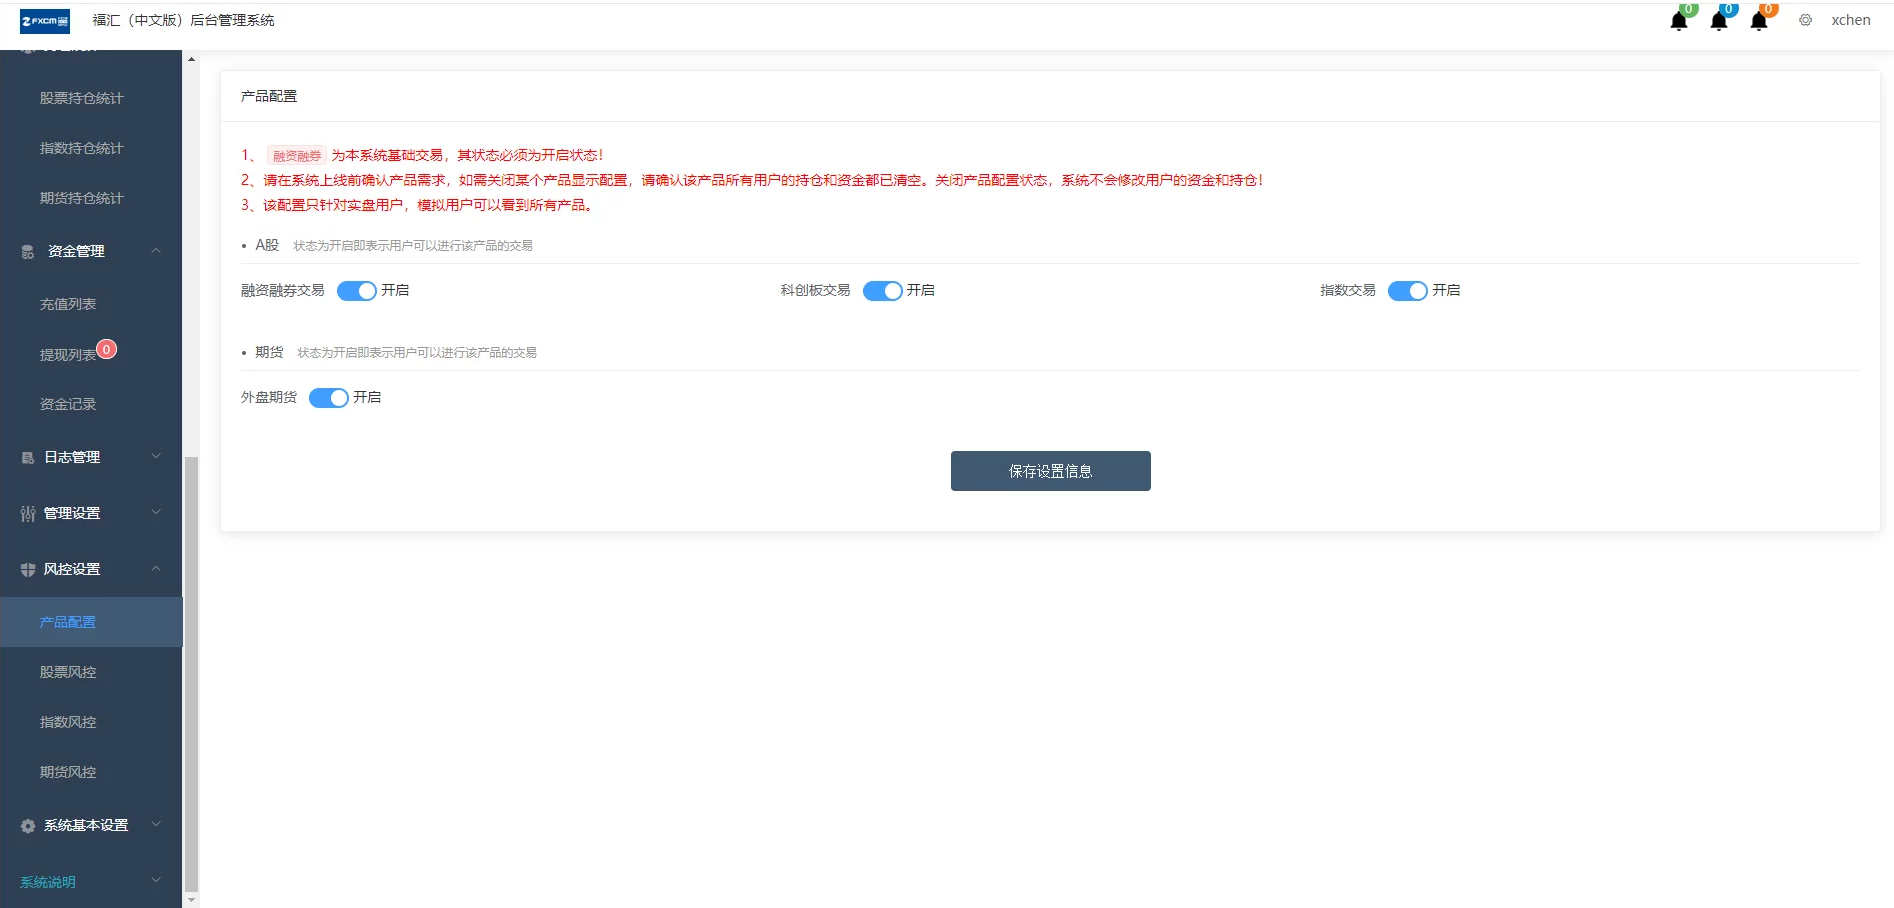 FXCM
福汇（中文版）后台管理系统
0
0
0
xchen
股票持仓统计
指数持仓统计
期货持仓统计
资金管理
充值列表
提现列表 0
资金记录
日志管理
管理设置
风控设置
产品配置
股票风控
指数风控
期货风控
系统基本设置
系统说明
产品配置
1、 融资融券 为本系统基础交易，其状态必须为开启状态！
2、请在系统上线前确认产品需求，如需关闭某个产品显示配置，请确认该产品所有用户的持仓和资金都已清空。关闭产品配置状态，系统不会修改用户的资金和持仓！
3、该配置只针对实盘用户，模拟用户可以看到所有产品。
• A股 状态为开启即表示用户可以进行该产品的交易
融资融券交易 开启 科创板交易 开启 指数交易 开启
• 期货 状态为开启即表示用户可以进行该产品的交易
外盘期货 开启
保存设置信息